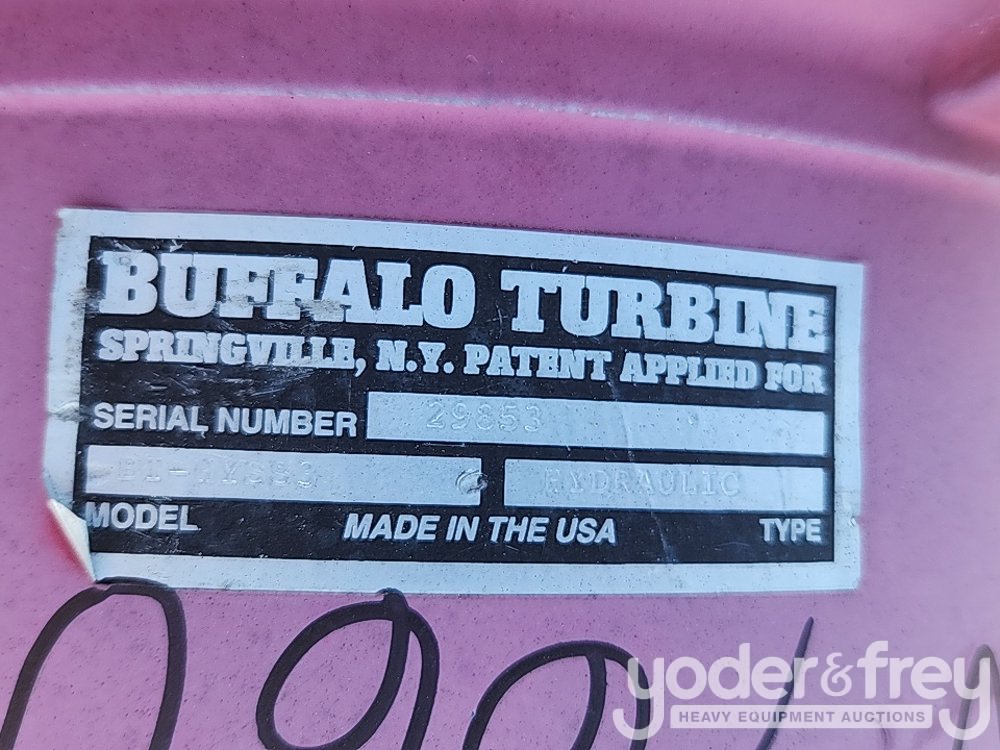 BUFFALO TURBINE
SPRINGVILLE, N.Y. PATENT APPLIED FOR
SERIAL NUMBER 29853
HYDRAULIC
MODEL MADE IN THE USA TYPE
yoder&frey
HEAVY EQUIPMENT AUCTIONS